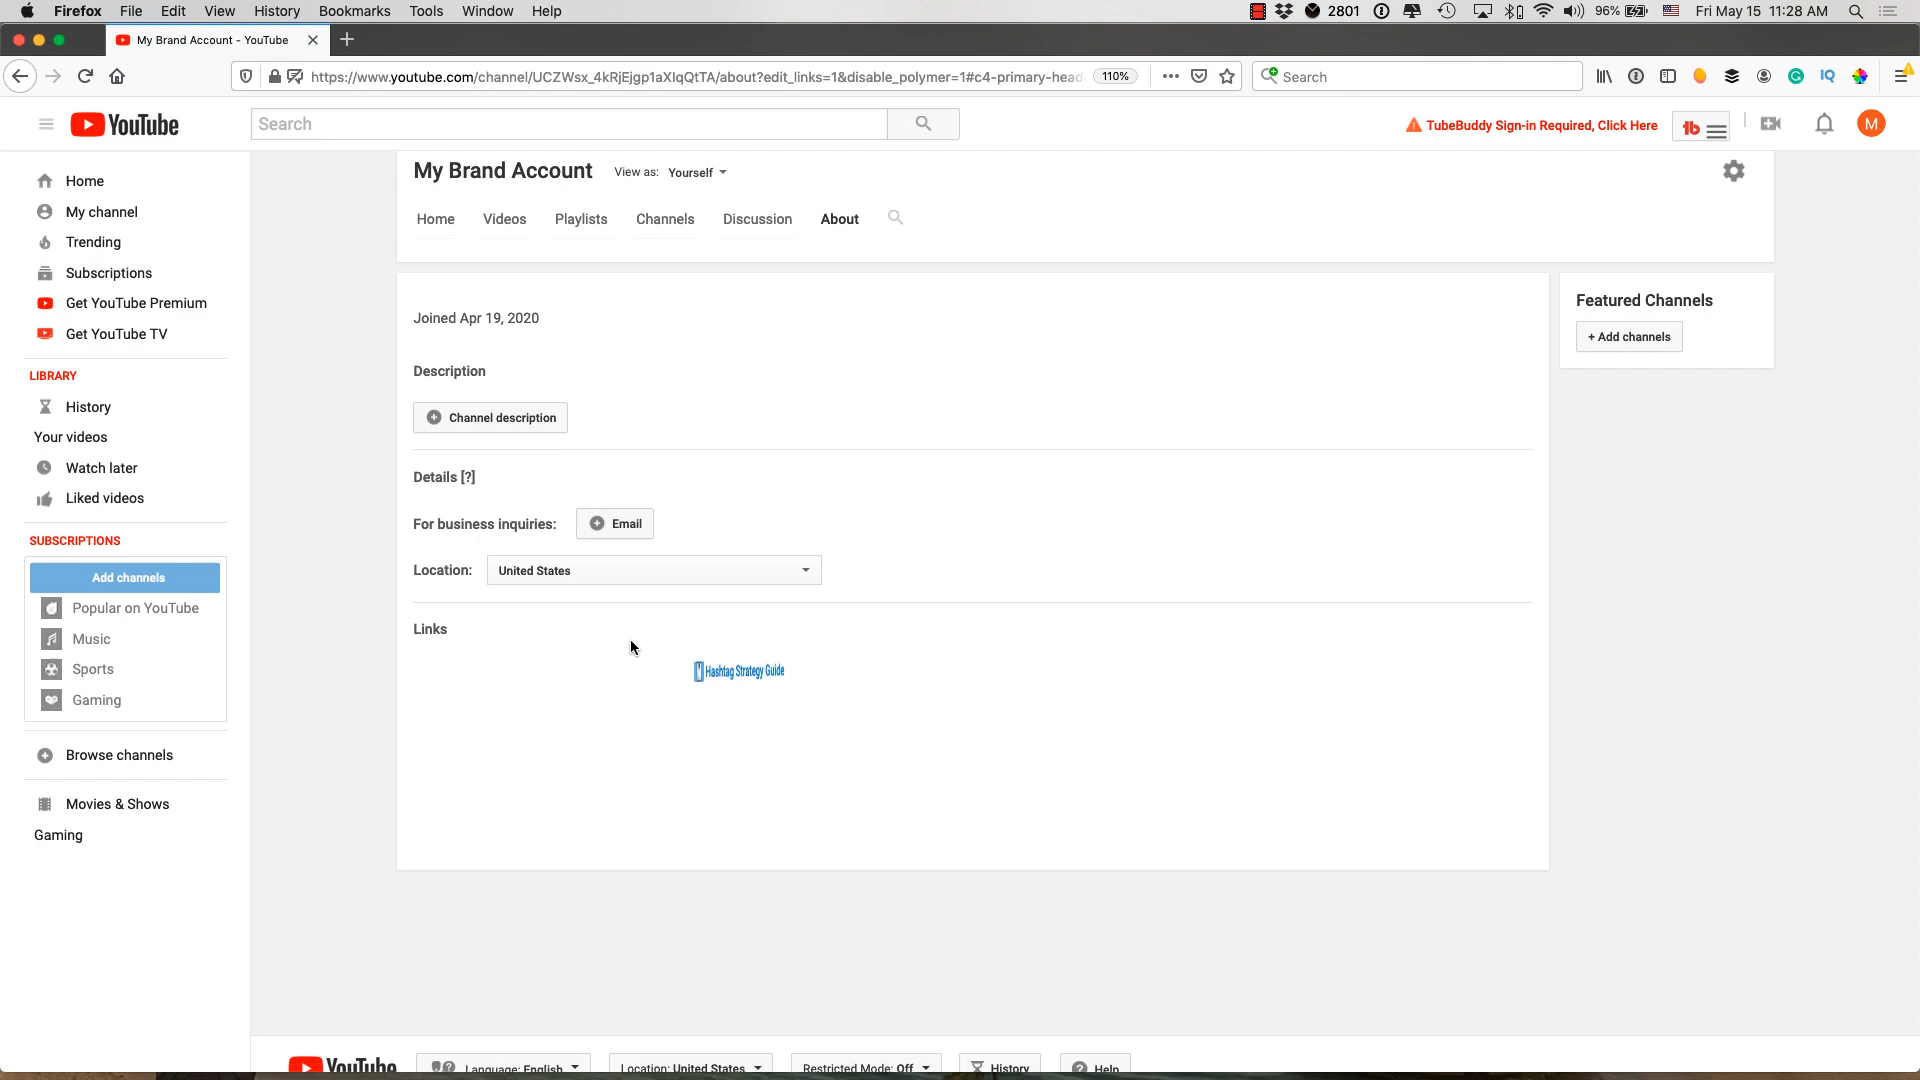 Firefox File Edit View History Bookmarks Tools Window Help 2801 96% Fri May 15 11:28 AM
My Brand Account - YouTube
https://www.youtube.com/channel/UCZWsx_4kRjEjgp1aXIqQtTA/about?edit_links=1&disable_polymer=1#c4-primary-head 110% Search
YouTube Search TubeBuddy Sign-in Required, Click Here tb M
My Brand Account View as: Yourself
Home Videos Playlists Channels Discussion About
Home
My channel
Trending
Subscriptions
Get YouTube Premium
Get YouTube TV
LIBRARY
History
Your videos
Watch later
Liked videos
SUBSCRIPTIONS
Add channels
Popular on YouTube
Music
Sports
Gaming
Browse channels
Movies & Shows
Gaming
Joined Apr 19, 2020
Description
Channel description
Details [?]
For business inquiries: Email
Location: United States
Links
Hashtag Strategy Guide
Featured Channels
+ Add channels
YouTube Language: English Location: United States Restricted Mode: Off History Help